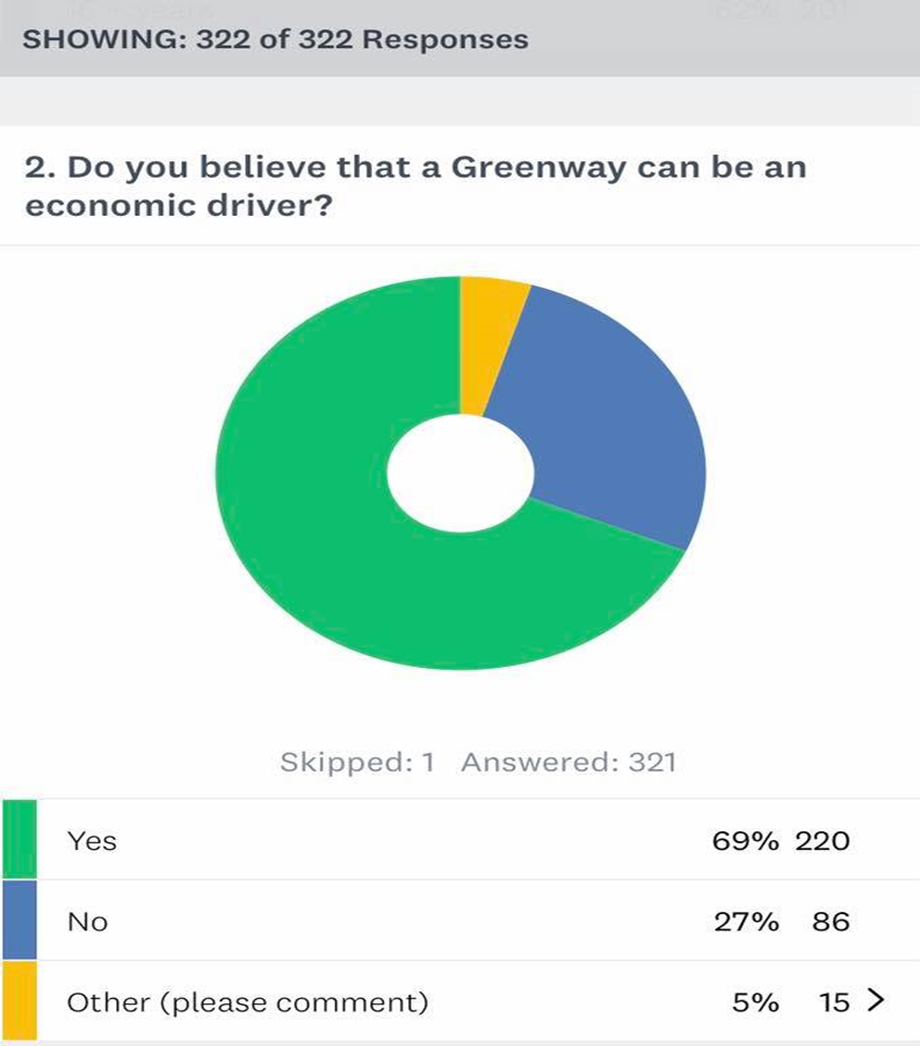 SHOWING: 322 of 322 Responses
2. Do you believe that a Greenway can be an
economic driver?
Skipped: 1 Answered: 321
Yes 69% 220
No 27% 86
Other (please comment) 5% 15 >